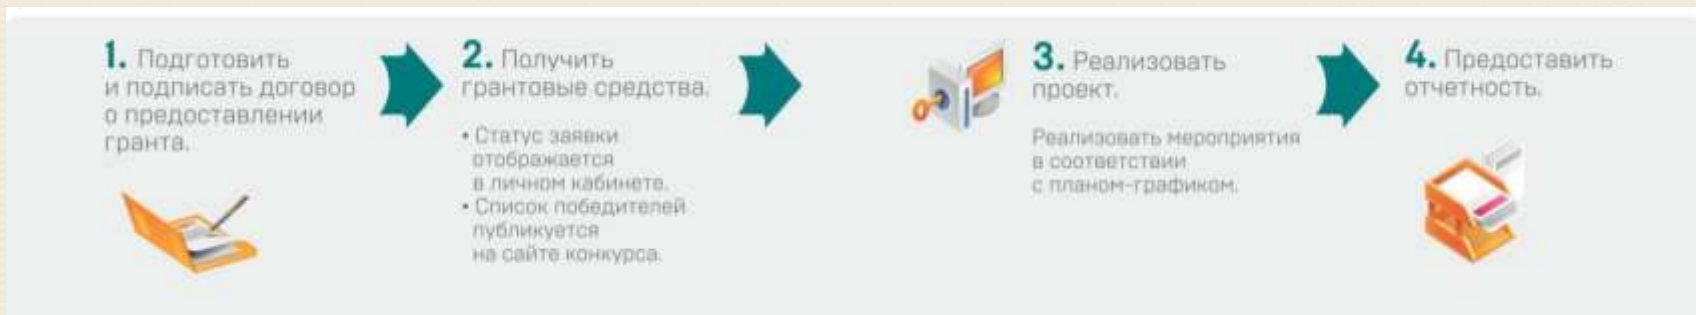 1. Подготовить
и подписать договор
о предоставлении
гранта.
2. Получить
грантовые средства.
• Статус заявки
отображается
в личном кабинете.
• Список победителей
публикуется
на сайте конкурса.
3. Реализовать
проект.
Реализовать мероприятия
в соответствии
с планом-графиком.
4. Предоставить
отчетность.